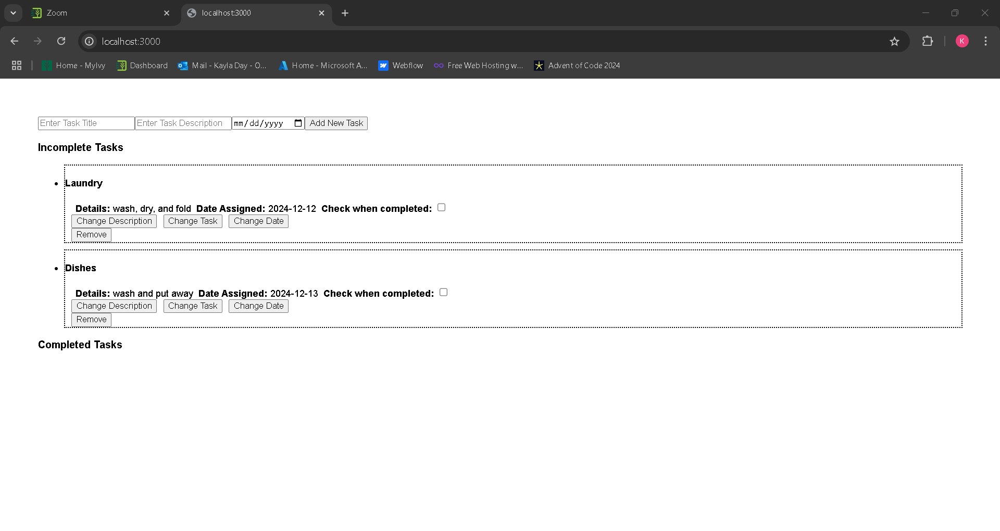 Zoom localhost:3000
localhost:3000 K
Home - MyIvy Dashboard Mail - Kayla Day - O... Home - Microsoft A... Webflow Free Web Hosting w... Advent of Code 2024
Enter Task Title Enter Task Description mm/dd/yyyy Add New Task
Incomplete Tasks
Laundry
Details: wash, dry, and fold Date Assigned: 2024-12-12 Check when completed:
Change Description Change Task Change Date
Remove
Dishes
Details: wash and put away Date Assigned: 2024-12-13 Check when completed:
Change Description Change Task Change Date
Remove
Completed Tasks